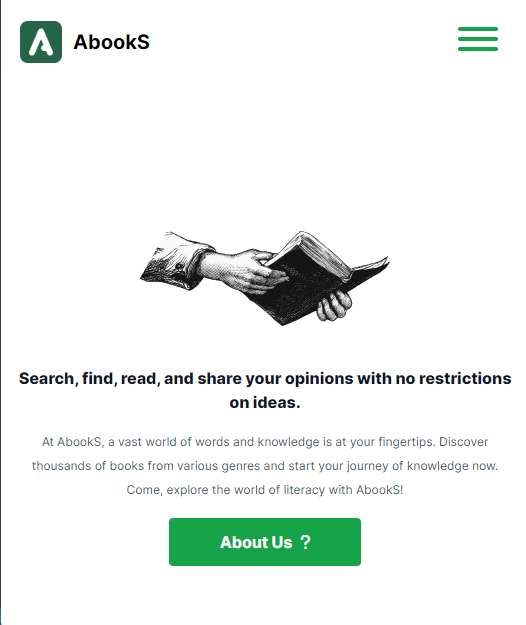 AbookS
Search, find, read, and share your opinions with no restrictions
on ideas.
At AbookS, a vast world of words and knowledge is at your fingertips. Discover
thousands of books from various genres and start your journey of knowledge now.
Come, explore the world of literacy with AbookS!
About Us ?